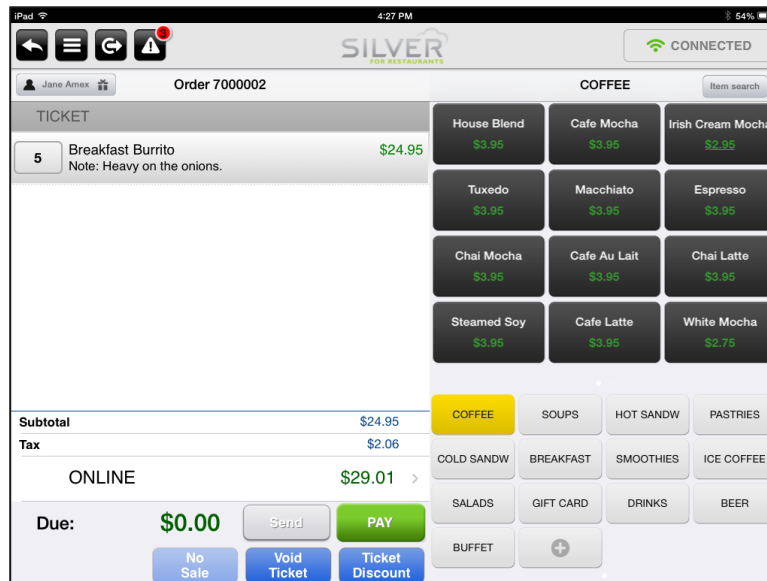 iPad
4:27 PM
54%
3
SILVER
FOR RESTAURANTS
CONNECTED
Jane Amex
Order 7000002
COFFEE
Item search
TICKET
5
Breakfast Burrito
$24.95
Note: Heavy on the onions.
House Blend
$3.95
Cafe Mocha
$3.95
Irish Cream Mocha
$2.95
Tuxedo
$3.95
Macchiato
$3.95
Espresso
$3.95
Chai Mocha
$3.95
Cafe Au Lait
$3.95
Chai Latte
$3.95
Steamed Soy
$3.95
Cafe Latte
$3.95
White Mocha
$2.75
Subtotal
$24.95
Tax
$2.06
ONLINE
$29.01
Due:
$0.00
Send
PAY
No
Sale
Void
Ticket
Ticket
Discount
COFFEE
SOUPS
HOT SANDW
PASTRIES
COLD SANDW
BREAKFAST
SMOOTHIES
ICE COFFEE
SALADS
GIFT CARD
DRINKS
BEER
BUFFET